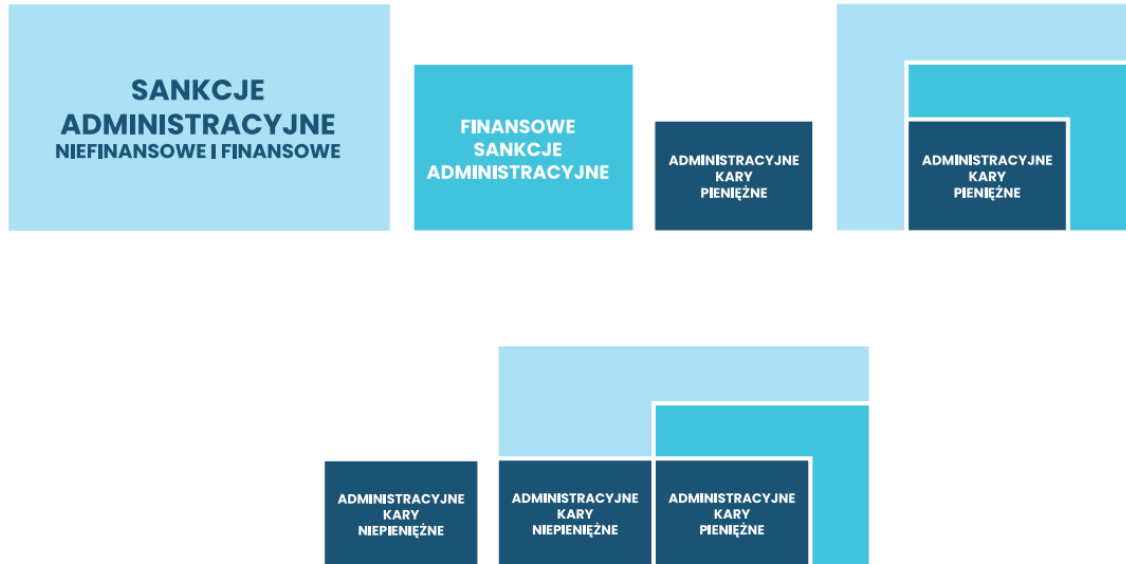 SANKCJE
ADMINISTRACYJNE
NIEFINANSOWE I FINANSOWE
FINANSOWE
SANKCJE
ADMINISTRACYJNE
ADMINISTRACYJNE
KARY
PIENIĘŻNE
ADMINISTRACYJNE
KARY
PIENIĘŻNE
ADMINISTRACYJNE
KARY
NIEPIENIĘŻNE
ADMINISTRACYJNE
KARY
NIEPIENIĘŻNE
ADMINISTRACYJNE
KARY
PIENIĘŻNE